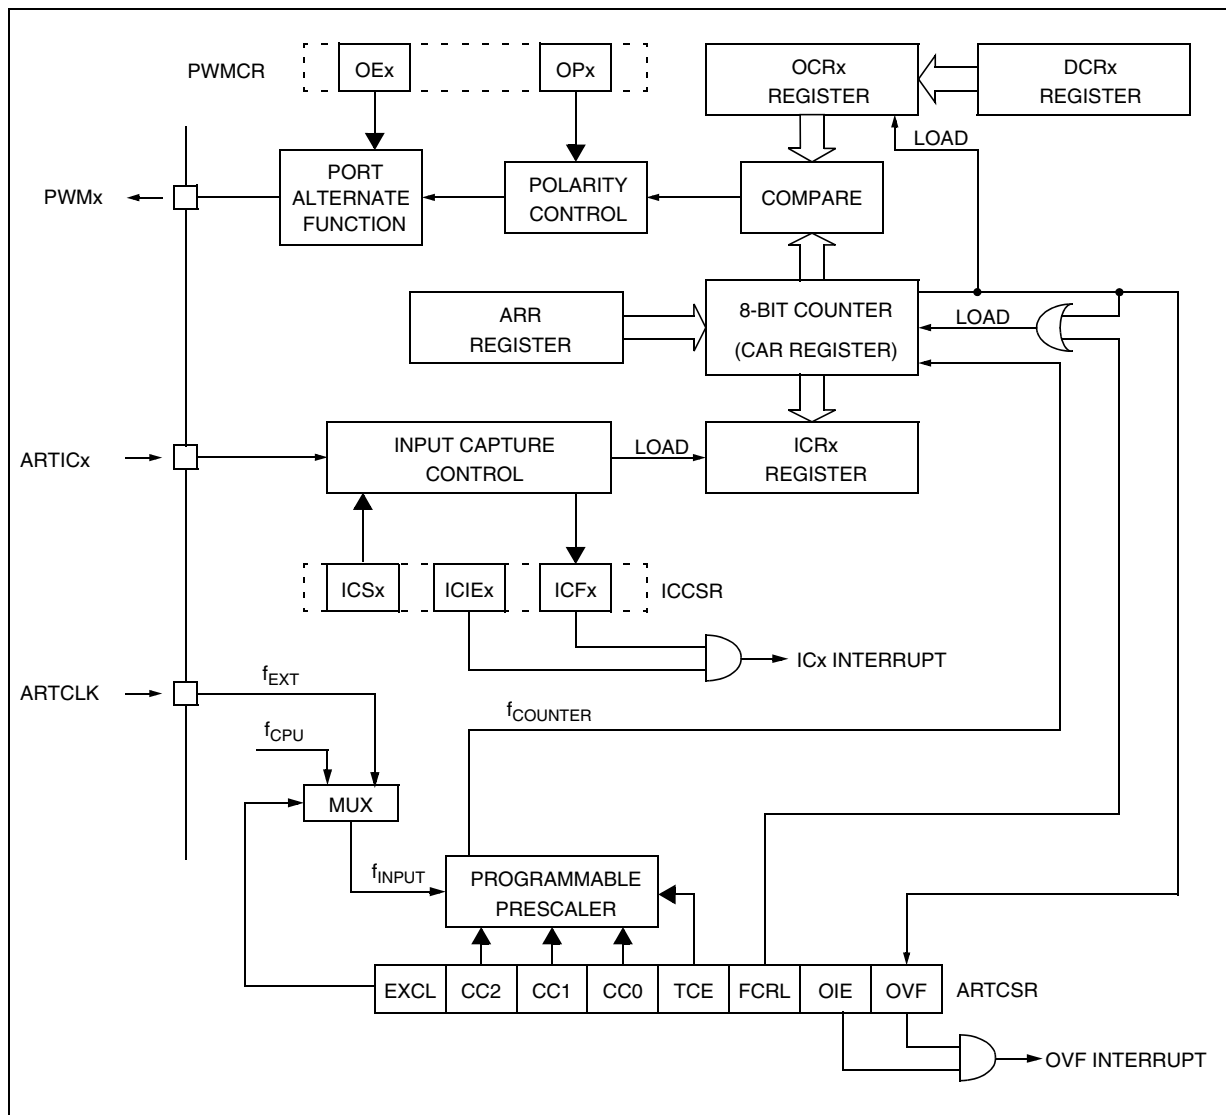 PWMCR
OEx
OPx
OCRx
REGISTER
DCRx
REGISTER
LOAD
PWMx
PORT
ALTERNATE
FUNCTION
POLARITY
CONTROL
COMPARE
ARR
REGISTER
8-BIT COUNTER
(CAR REGISTER)
LOAD
ARTICx
INPUT CAPTURE
CONTROL
LOAD
ICRx
REGISTER
ICSx
ICIEx
ICFx
ICCSR
ICx INTERRUPT
ARTCLK
fEXT
fCPU
fCOUNTER
MUX
fINPUT
PROGRAMMABLE
PRESCALER
EXCL
CC2
CC1
CC0
TCE
FCRL
OIE
OVF
ARTCSR
OVF INTERRUPT